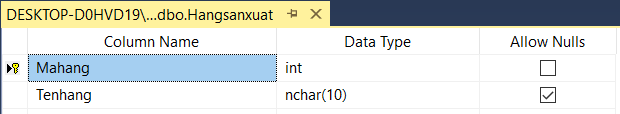 DESKTOP-D0HVD19\...dbo.Hangsanxuat
Column Name Data Type Allow Nulls
Mahang int
Tenhang nchar(10)